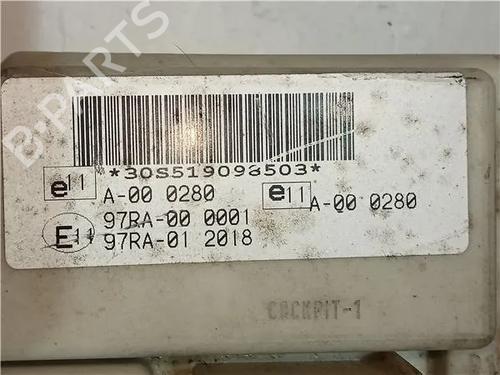 B-PARTS
*30S519098503*
e11 A-00 0280 e11 A-00 0280
E11 97RA-00 0001
97RA-01 2018
COCKPIT-1